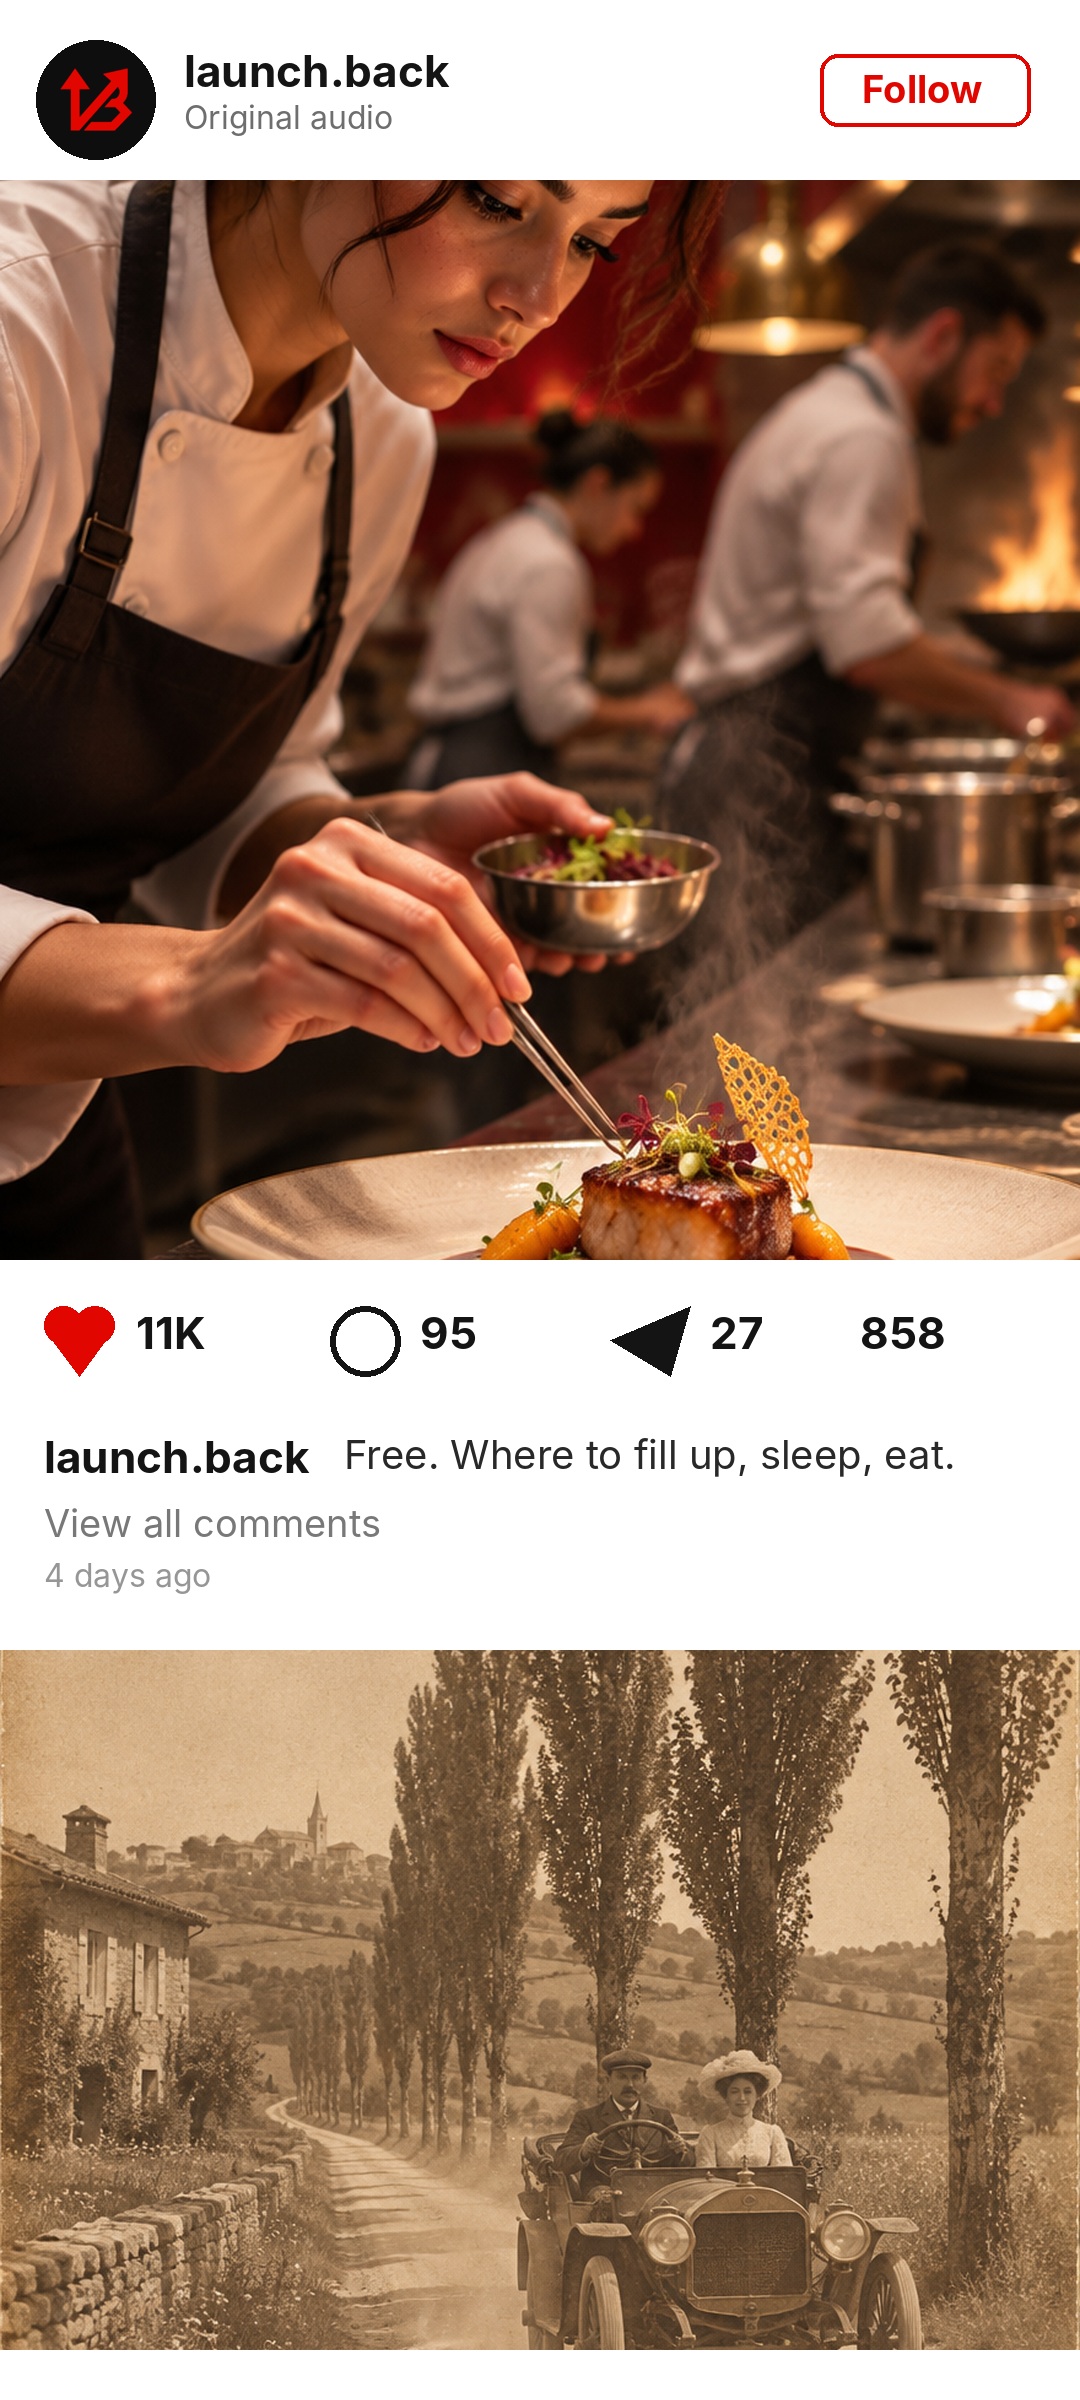 launch.back
Original audio
Follow
11K 95 27 858
launch.back Free. Where to fill up, sleep, eat.
View all comments
4 days ago